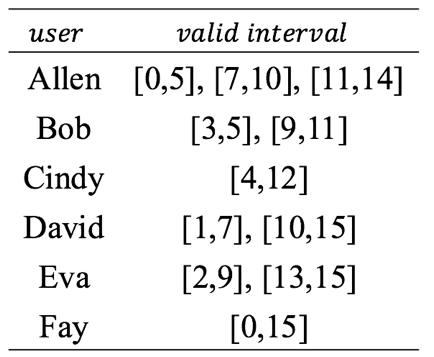 user valid interval
Allen [0,5], [7,10], [11,14]
Bob [3,5], [9,11]
Cindy [4,12]
David [1,7], [10,15]
Eva [2,9], [13,15]
Fay [0,15]